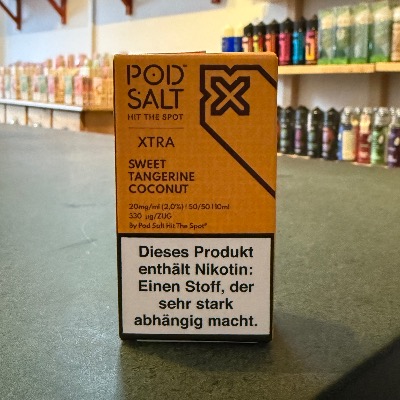 POD
SALT
HIT THE SPOT
XTRA
SWEET
TANGERINE
COCONUT
20mg/ml (2,0%) | 50/50 | 10ml
330 µg/ZUG
By Pod Salt Hit The Spot®
Dieses Produkt
enthält Nikotin:
Einen Stoff, der
sehr stark
abhängig macht.